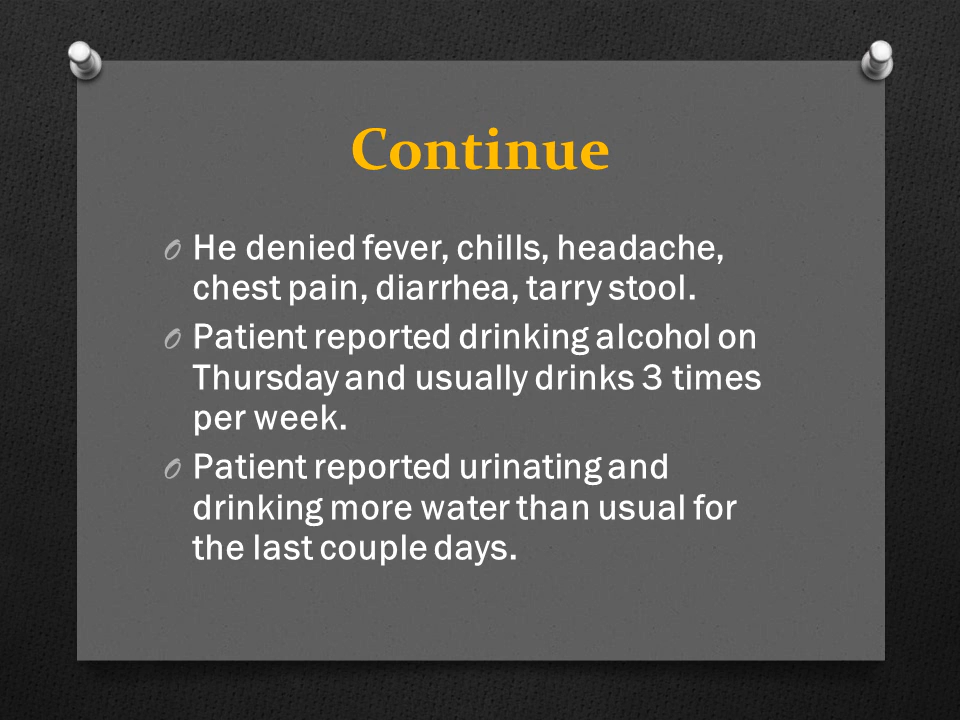 Continue
O He denied fever, chills, headache,
chest pain, diarrhea, tarry stool.
O Patient reported drinking alcohol on
Thursday and usually drinks 3 times
per week.
O Patient reported urinating and
drinking more water than usual for
the last couple days.